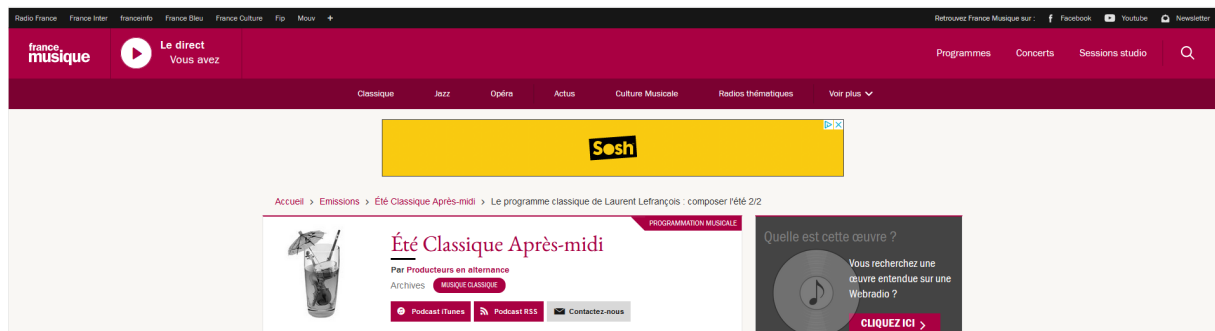 Radio France France Inter franceinfo France Bleu France Culture Fip Mouv +
Retrouvez France Musique sur : Facebook Youtube Newsletter
france
musique
Le direct
Vous avez
Programmes Concerts Sessions studio
Classique Jazz Opéra Actus Culture Musicale Radios thématiques Voir plus
Sosh
Accueil > Emissions > Été Classique Après-midi > Le programme classique de Laurent Lefrançois : composer l'été 2/2
PROGRAMMATION MUSICALE
Été Classique Après-midi
Par Producteurs en alternance
Archives MUSIQUE CLASSIQUE
Podcast iTunes Podcast RSS Contactez-nous
Quelle est cette œuvre ?
Vous recherchez une
œuvre entendue sur une
Webradio ?
CLIQUEZ ICI >